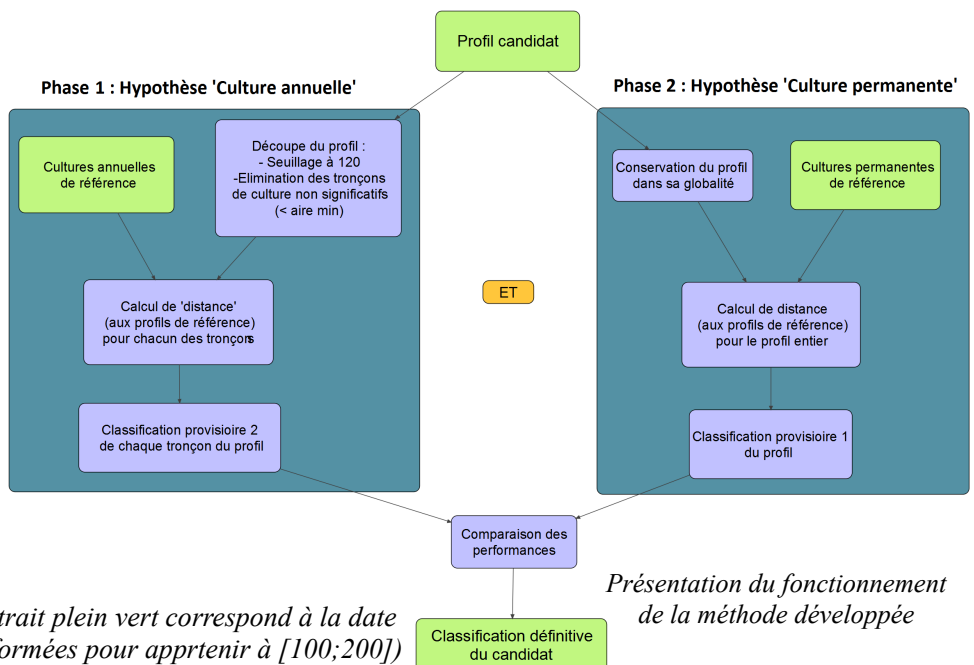 Profil candidat
Phase 1 : Hypothèse 'Culture annuelle'
Cultures annuelles
de référence
Découpe du profil :
- Seuillage à 120
-Elimination des tronçons
de culture non significatifs
(< aire min)
Calcul de 'distance'
(aux profils de référence)
pour chacun des tronçons
Classification provisioire 2
de chaque tronçon du profil
ET
Phase 2 : Hypothèse 'Culture permanente'
Conservation du profil
dans sa globalité
Cultures permanentes
de référence
Calcul de distance
(aux profils de référence)
pour le profil entier
Classification provisioire 1
du profil
Comparaison des
performances
Classification définitive
du candidat
Présentation du fonctionnement
de la méthode développée
trait plein vert correspond à la date
formées pour apprtenir à [100;200])